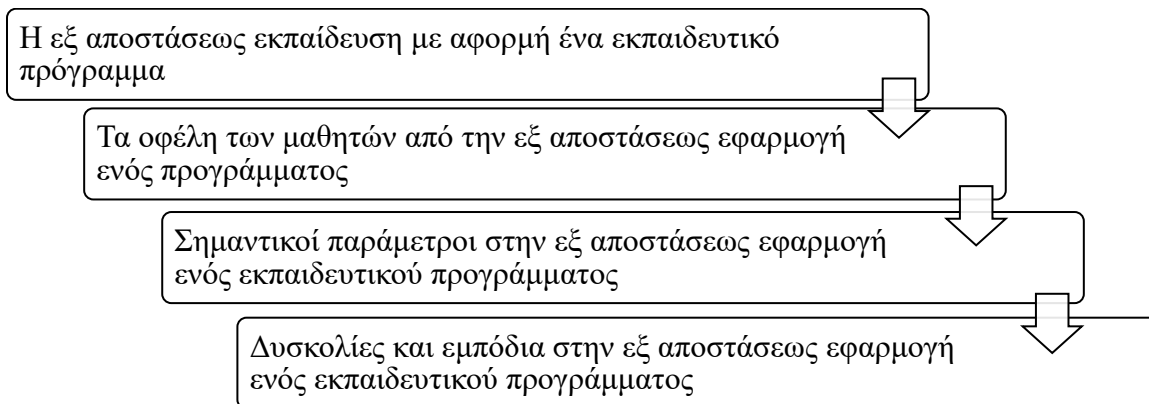 Η εξ αποστάσεως εκπαίδευση με αφορμή ένα εκπαιδευτικό
πρόγραμμα
Τα οφέλη των μαθητών από την εξ αποστάσεως εφαρμογή
ενός προγράμματος
Σημαντικοί παράμετροι στην εξ αποστάσεως εφαρμογή
ενός εκπαιδευτικού προγράμματος
Δυσκολίες και εμπόδια στην εξ αποστάσεως εφαρμογή
ενός εκπαιδευτικού προγράμματος